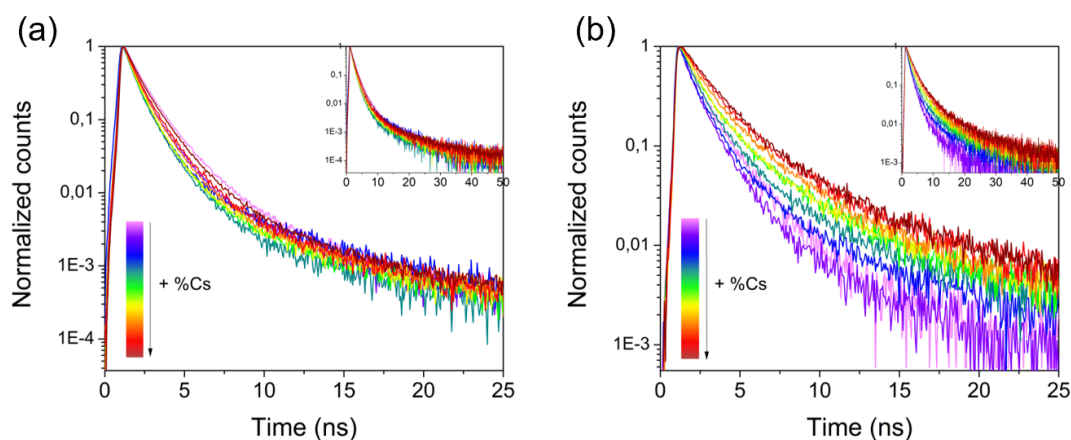 (a)
Normalized counts
1
0,1
0,01
1E-3
1E-4
0 5 10 15 20 25
Time (ns)
+ %Cs
1
0,1
0,01
1E-3
1E-4
0 10 20 30 40 50
(b)
Normalized counts
1
0,1
0,01
1E-3
0 5 10 15 20 25
Time (ns)
+ %Cs
1
0,1
0,01
1E-3
0 10 20 30 40 50